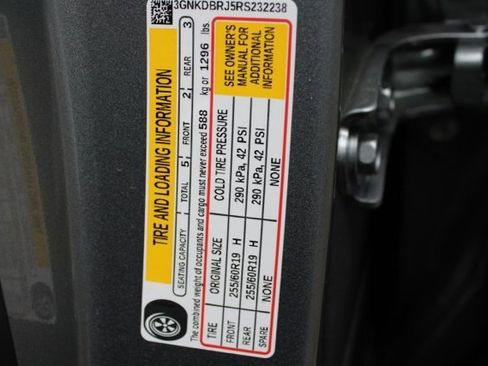 3GNKDBRJ5RS232238
TIRE AND LOADING INFORMATION
SEATING CAPACITY TOTAL 5 FRONT 2 REAR 3
The combined weight of occupants and cargo must never exceed 588 kg or 1296 lbs.
TIRE ORIGINAL SIZE COLD TIRE PRESSURE
FRONT 255/60R19 H 290 kPa, 42 PSI
REAR 255/60R19 H 290 kPa, 42 PSI
SPARE NONE NONE
SEE OWNER'S
MANUAL FOR
ADDITIONAL
INFORMATION